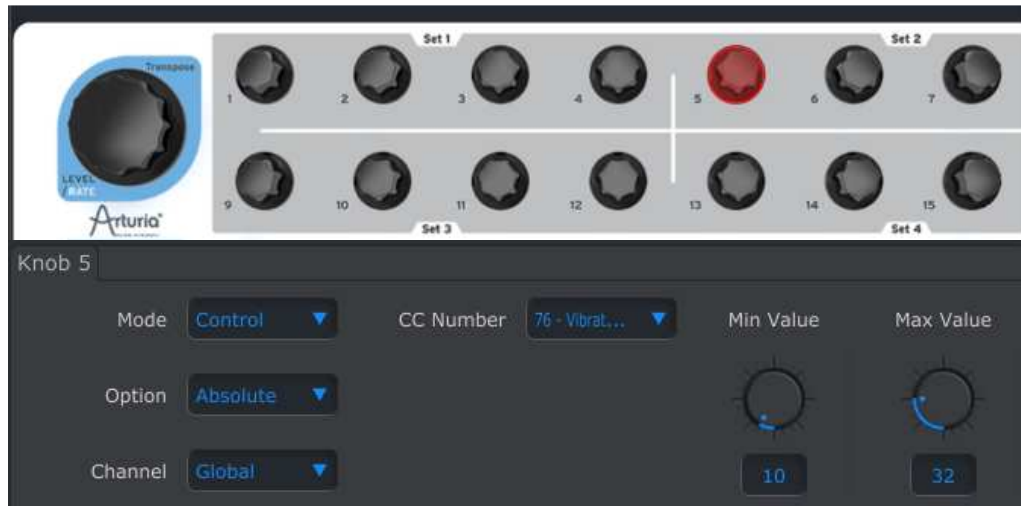 Set 1 Set 2
Transpose
1 2 3 4 5 6 7
LEVEL
/ RATE
Arturia
9 10 11 12 13 14 15
Set 3 Set 4
Knob 5
Mode Control CC Number 76 - Vibrat... Min Value Max Value
Option Absolute
Channel Global 10 32